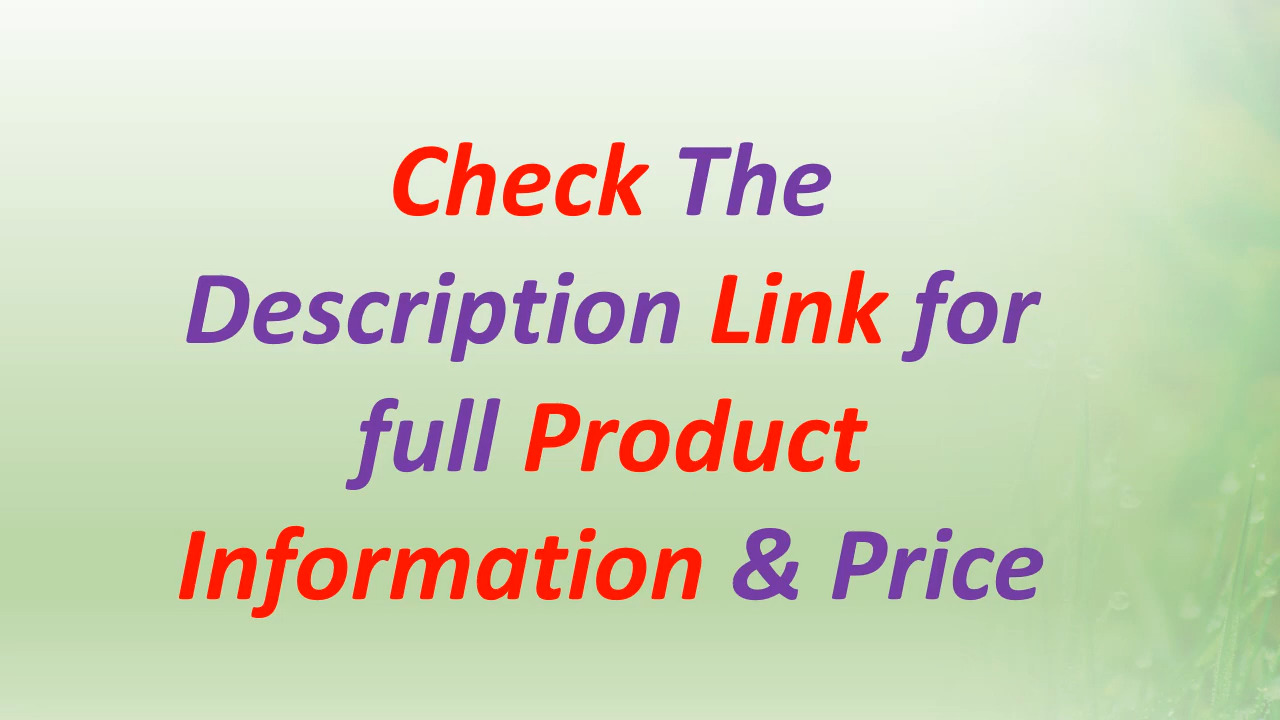 Check The
Description Link for
full Product
Information & Price